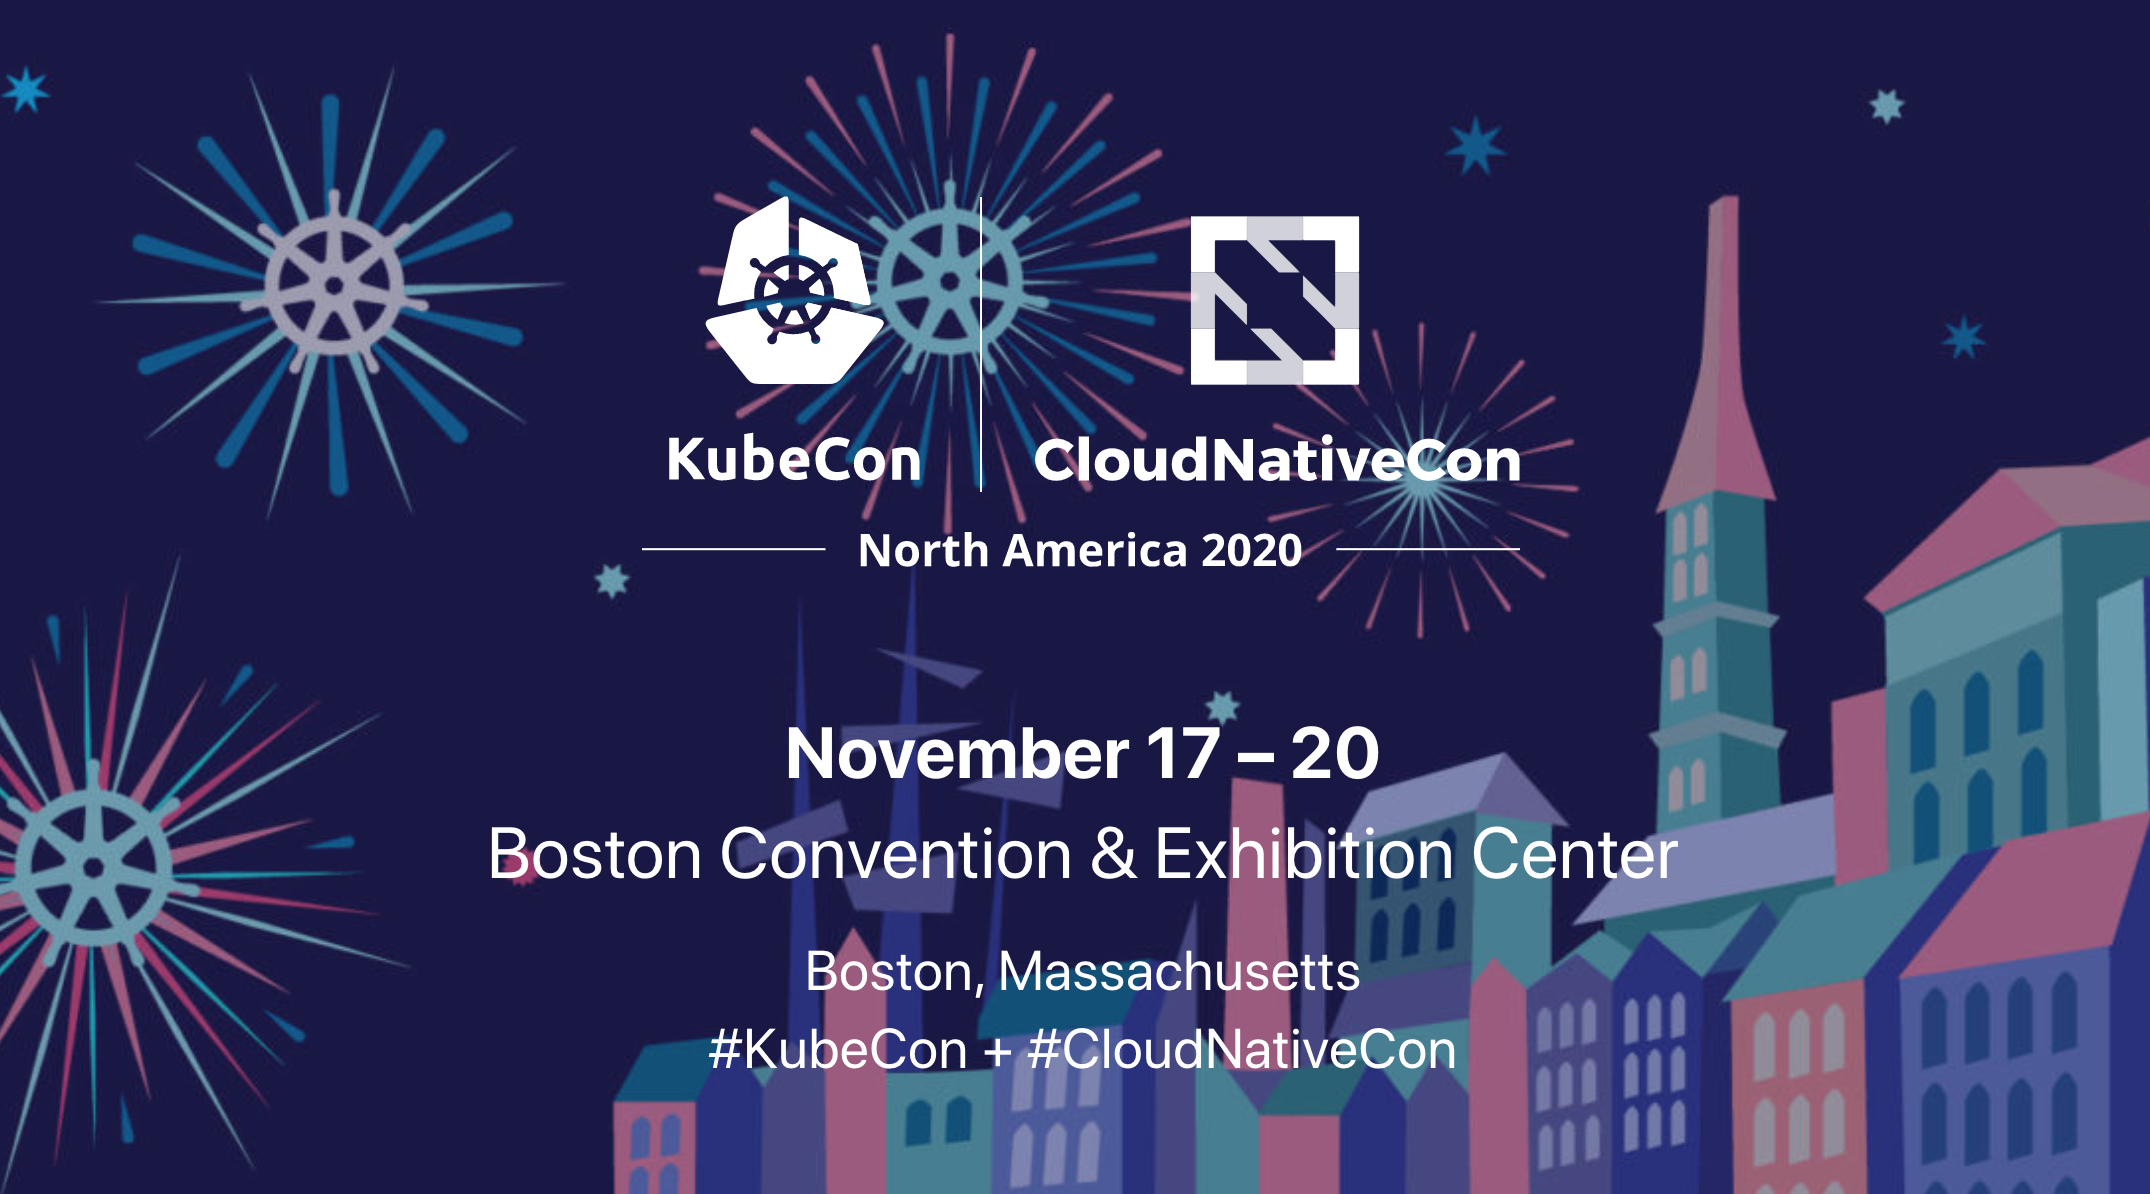 KubeCon
CloudNativeCon
North America 2020
November 17 – 20
Boston Convention & Exhibition Center
Boston, Massachusetts
#KubeCon + #CloudNativeCon